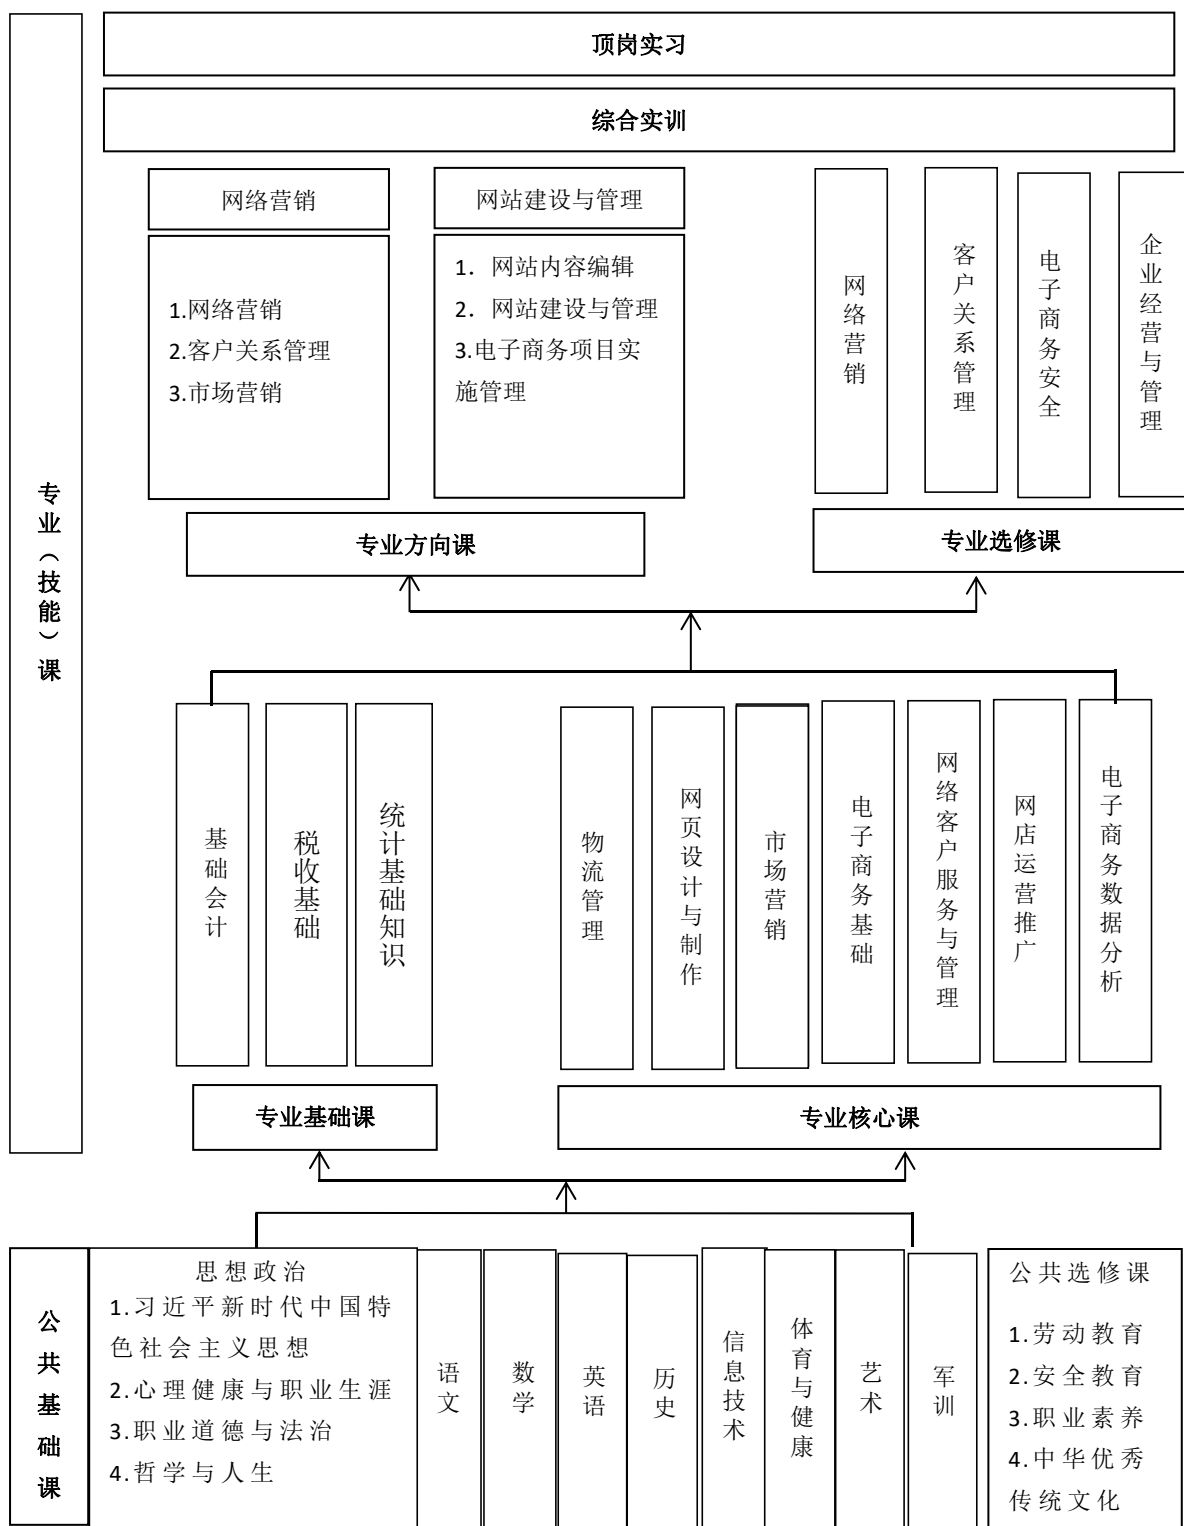 顶岗实习
综合实训
网络营销
1.网络营销
2.客户关系管理
3.市场营销
网站建设与管理
1. 网站内容编辑
2. 网站建设与管理
3.电子商务项目实
施管理
网络营销
客户关系管理
电子商务安全
企业经营与管理
专业方向课
专业选修课
专业（技能）课
基础会计
税收基础
统计基础知识
物流管理
网页设计与制作
市场营销
电子商务基础
网络客户服务与管理
网店运营推广
电子商务数据分析
专业基础课
专业核心课
公共基础课
思想政治
1.习近平新时代中国特
色社会主义思想
2.心理健康与职业生涯
3.职业道德与法治
4.哲学与人生
语文
数学
英语
历史
信息技术
体育与健康
艺术
军训
公共选修课
1.劳动教育
2.安全教育
3.职业素养
4.中华优秀
传统文化